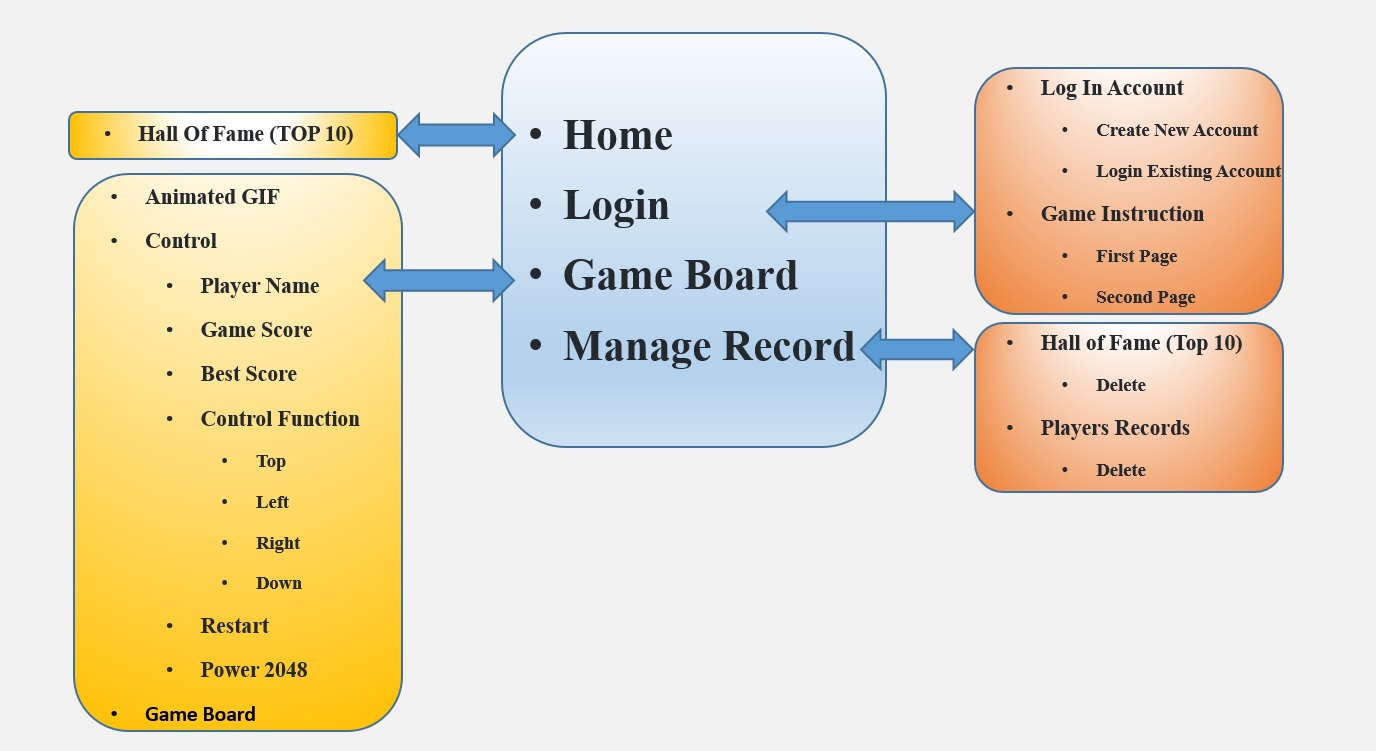 Hall Of Fame (TOP 10)
Animated GIF
Control
Player Name
Game Score
Best Score
Control Function
Top
Left
Right
Down
Restart
Power 2048
Game Board
Home
Login
Game Board
Manage Record
Log In Account
Create New Account
Login Existing Account
Game Instruction
First Page
Second Page
Hall of Fame (Top 10)
Delete
Players Records
Delete